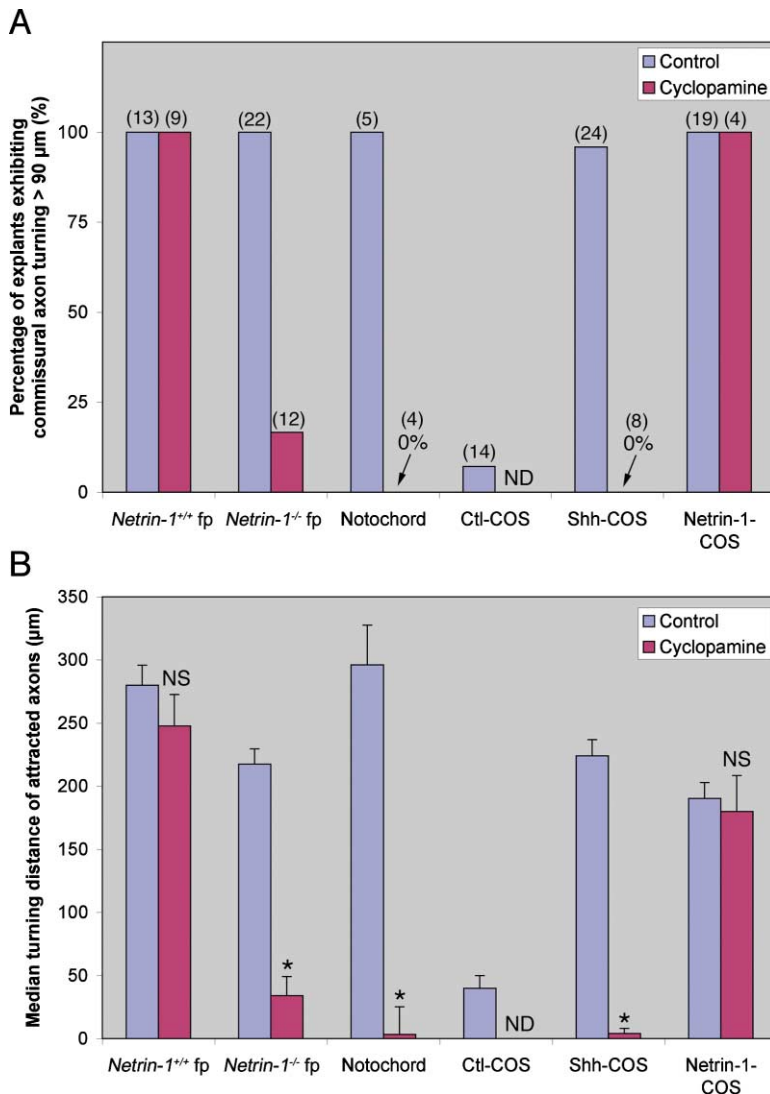 A
Control
Cyclopamine
Percentage of explants exhibiting
commissural axon turning > 90 µm (%)
100
75
50
25
0
(13) (9) (22) (5) (24) (19) (4)
(12)
(4)
0%
(14)
ND
(8)
0%
Netrin-1+/+ fp Netrin-1-/- fp Notochord Ctl-COS Shh-COS Netrin-1-
COS
B
Control
Cyclopamine
Median turning distance of attracted axons (µm)
350
300
250
200
150
100
50
0
NS
*
*
ND
*
NS
Netrin-1+/+ fp Netrin-1-/- fp Notochord Ctl-COS Shh-COS Netrin-1-
COS